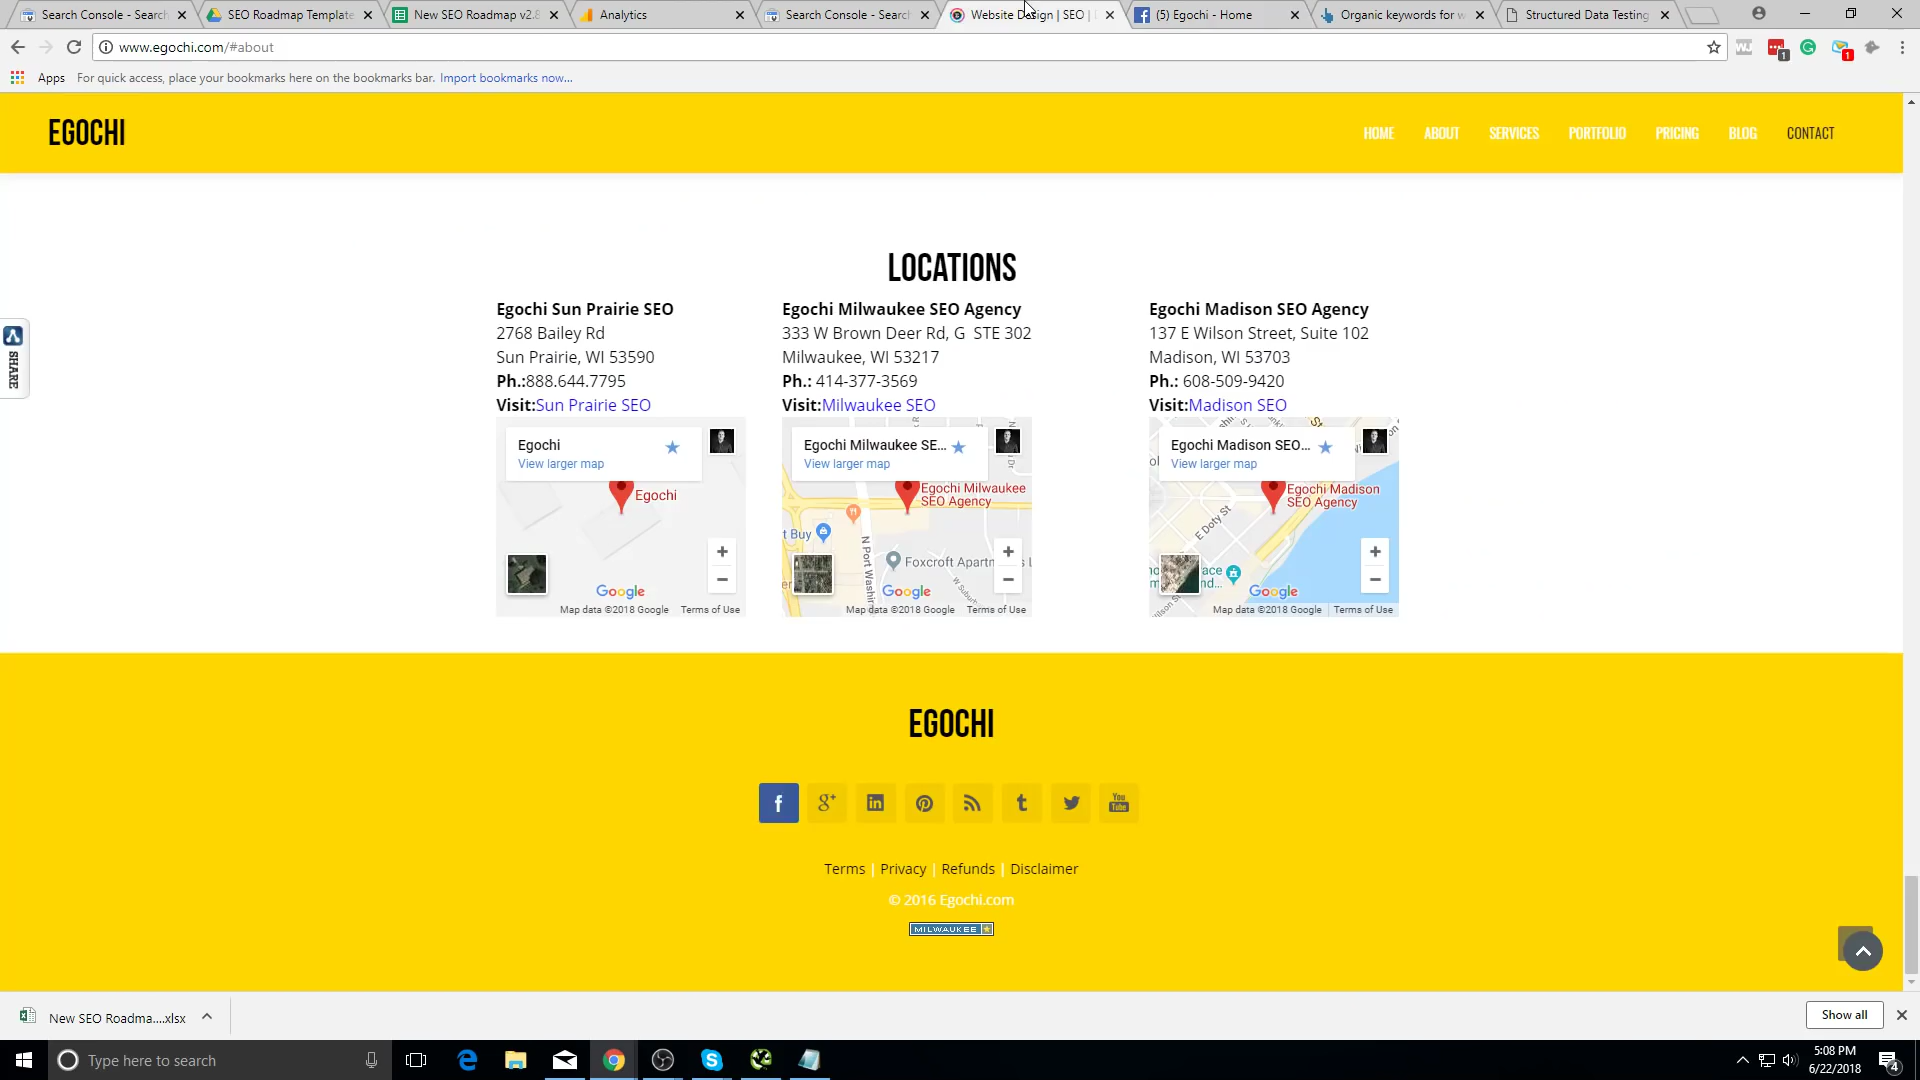 Search Console - Search
SEO Roadmap Template
New SEO Roadmap v2.8
Analytics
Search Console - Search
Website Design | SEO |
(5) Egochi - Home
Organic keywords for w
Structured Data Testing
www.egochi.com/#about
Apps
For quick access, place your bookmarks here on the bookmarks bar. Import bookmarks now...
EGOCHI
HOME ABOUT SERVICES PORTFOLIO PRICING BLOG CONTACT
SHARE
LOCATIONS
Egochi Sun Prairie SEO
2768 Bailey Rd
Sun Prairie, WI 53590
Ph.:888.644.7795
Visit:Sun Prairie SEO
Egochi
View larger map
Egochi
Google
Map data ©2018 Google Terms of Use
Egochi Milwaukee SEO Agency
333 W Brown Deer Rd, G STE 302
Milwaukee, WI 53217
Ph.: 414-377-3569
Visit:Milwaukee SEO
Egochi Milwaukee SE...
View larger map
Egochi Milwaukee
SEO Agency
t Buy
N Port Washin
Foxcroft Apartm
Google
Map data ©2018 Google Terms of Use
Egochi Madison SEO Agency
137 E Wilson Street, Suite 102
Madison, WI 53703
Ph.: 608-509-9420
Visit:Madison SEO
Egochi Madison SEO...
View larger map
Egochi Madison
SEO Agency
E Doty St
Google
Map data ©2018 Google Terms of Use
EGOCHI
f g+ in t You Tube
Terms | Privacy | Refunds | Disclaimer
© 2016 Egochi.com
MILWAUKEE
New SEO Roadma....xlsx
Show all
Type here to search
5:08 PM
6/22/2018
4